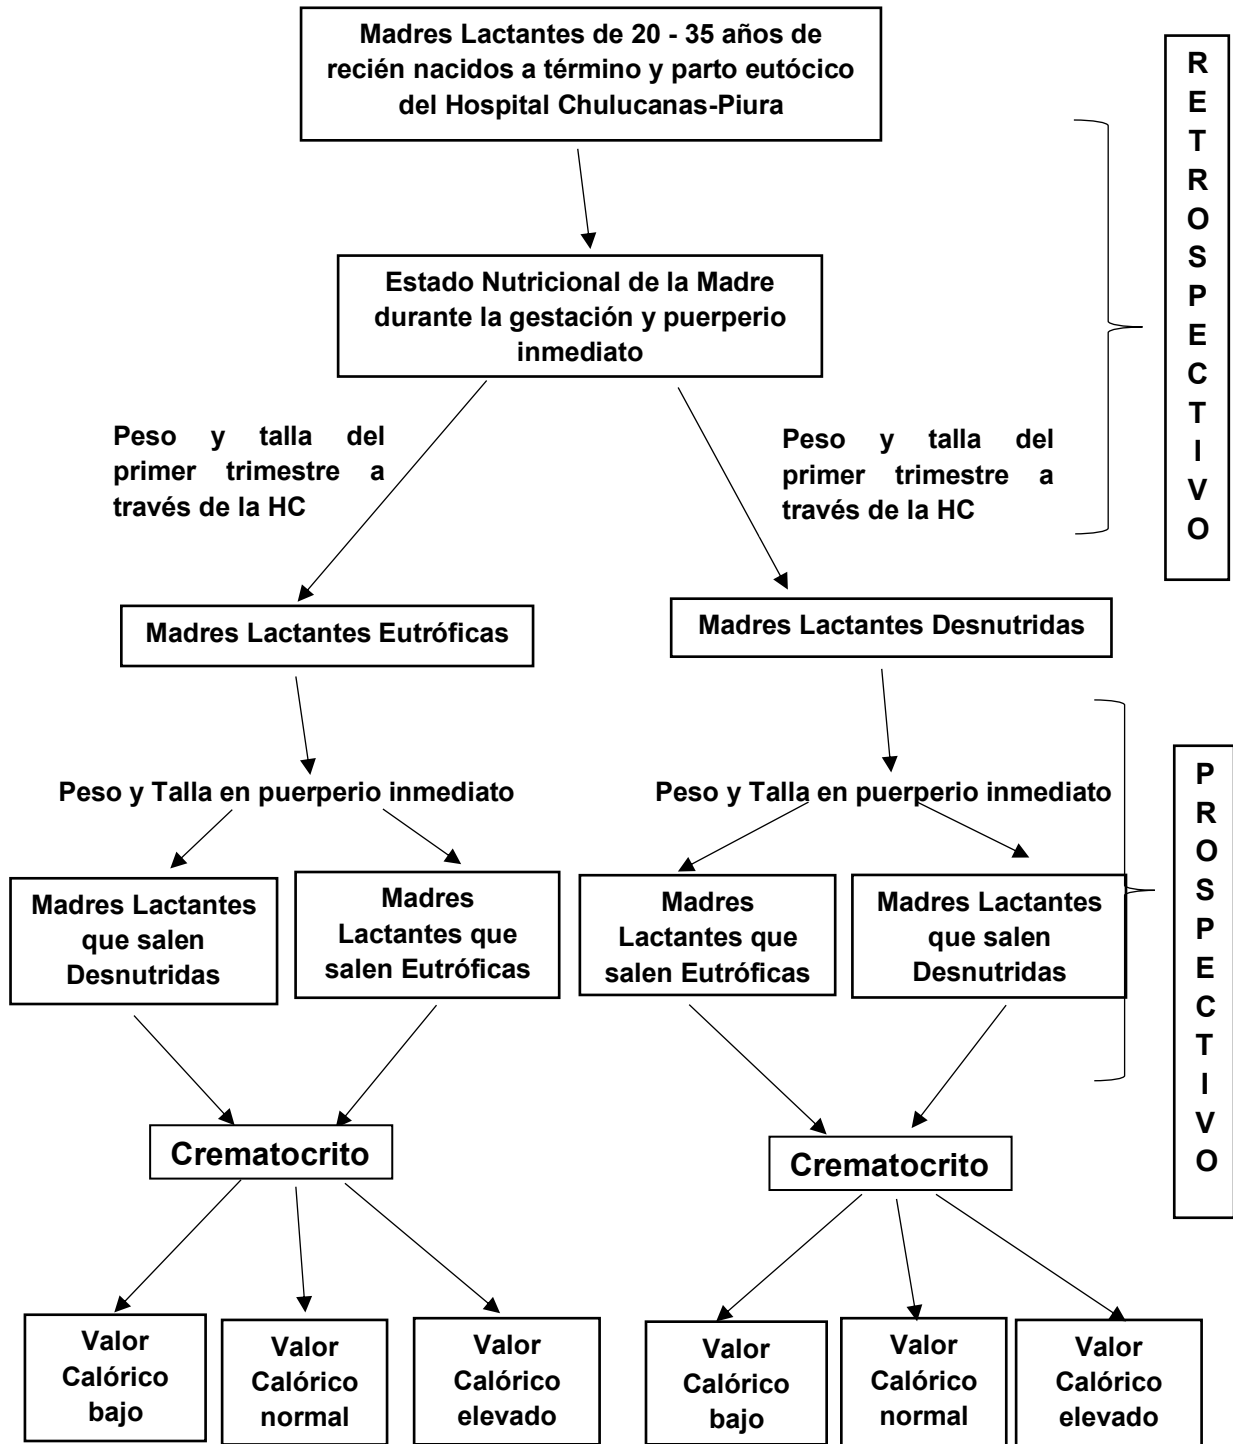 Madres Lactantes de 20 - 35 años de
recién nacidos a término y parto eutócico
del Hospital Chulucanas-Piura
R
E
T
R
O
S
P
E
C
T
I
V
O
Estado Nutricional de la Madre
durante la gestación y puerperio
inmediato
Peso y talla del
primer trimestre a
través de la HC
Peso y talla del
primer trimestre a
través de la HC
Madres Lactantes Eutróficas
Madres Lactantes Desnutridas
P
R
O
S
P
E
C
T
I
V
O
Peso y Talla en puerperio inmediato
Peso y Talla en puerperio inmediato
Madres Lactantes
que salen
Desnutridas
Madres
Lactantes que
salen Eutróficas
Madres
Lactantes que
salen Eutróficas
Madres Lactantes
que salen
Desnutridas
Crematocrito
Crematocrito
Valor
Calórico
bajo
Valor
Calórico
normal
Valor
Calórico
elevado
Valor
Calórico
bajo
Valor
Calórico
normal
Valor
Calórico
elevado